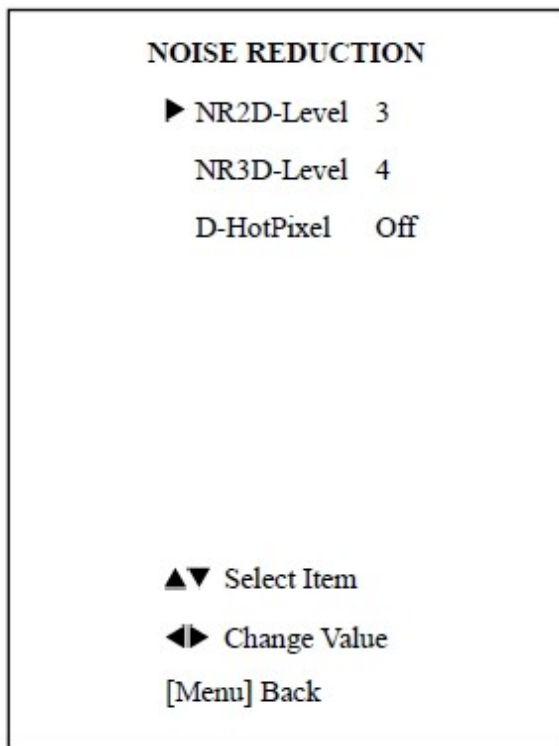 NOISE REDUCTION
▶ NR2D-Level 3
NR3D-Level 4
D-HotPixel Off
▲▼ Select Item
◀▶ Change Value
[Menu] Back